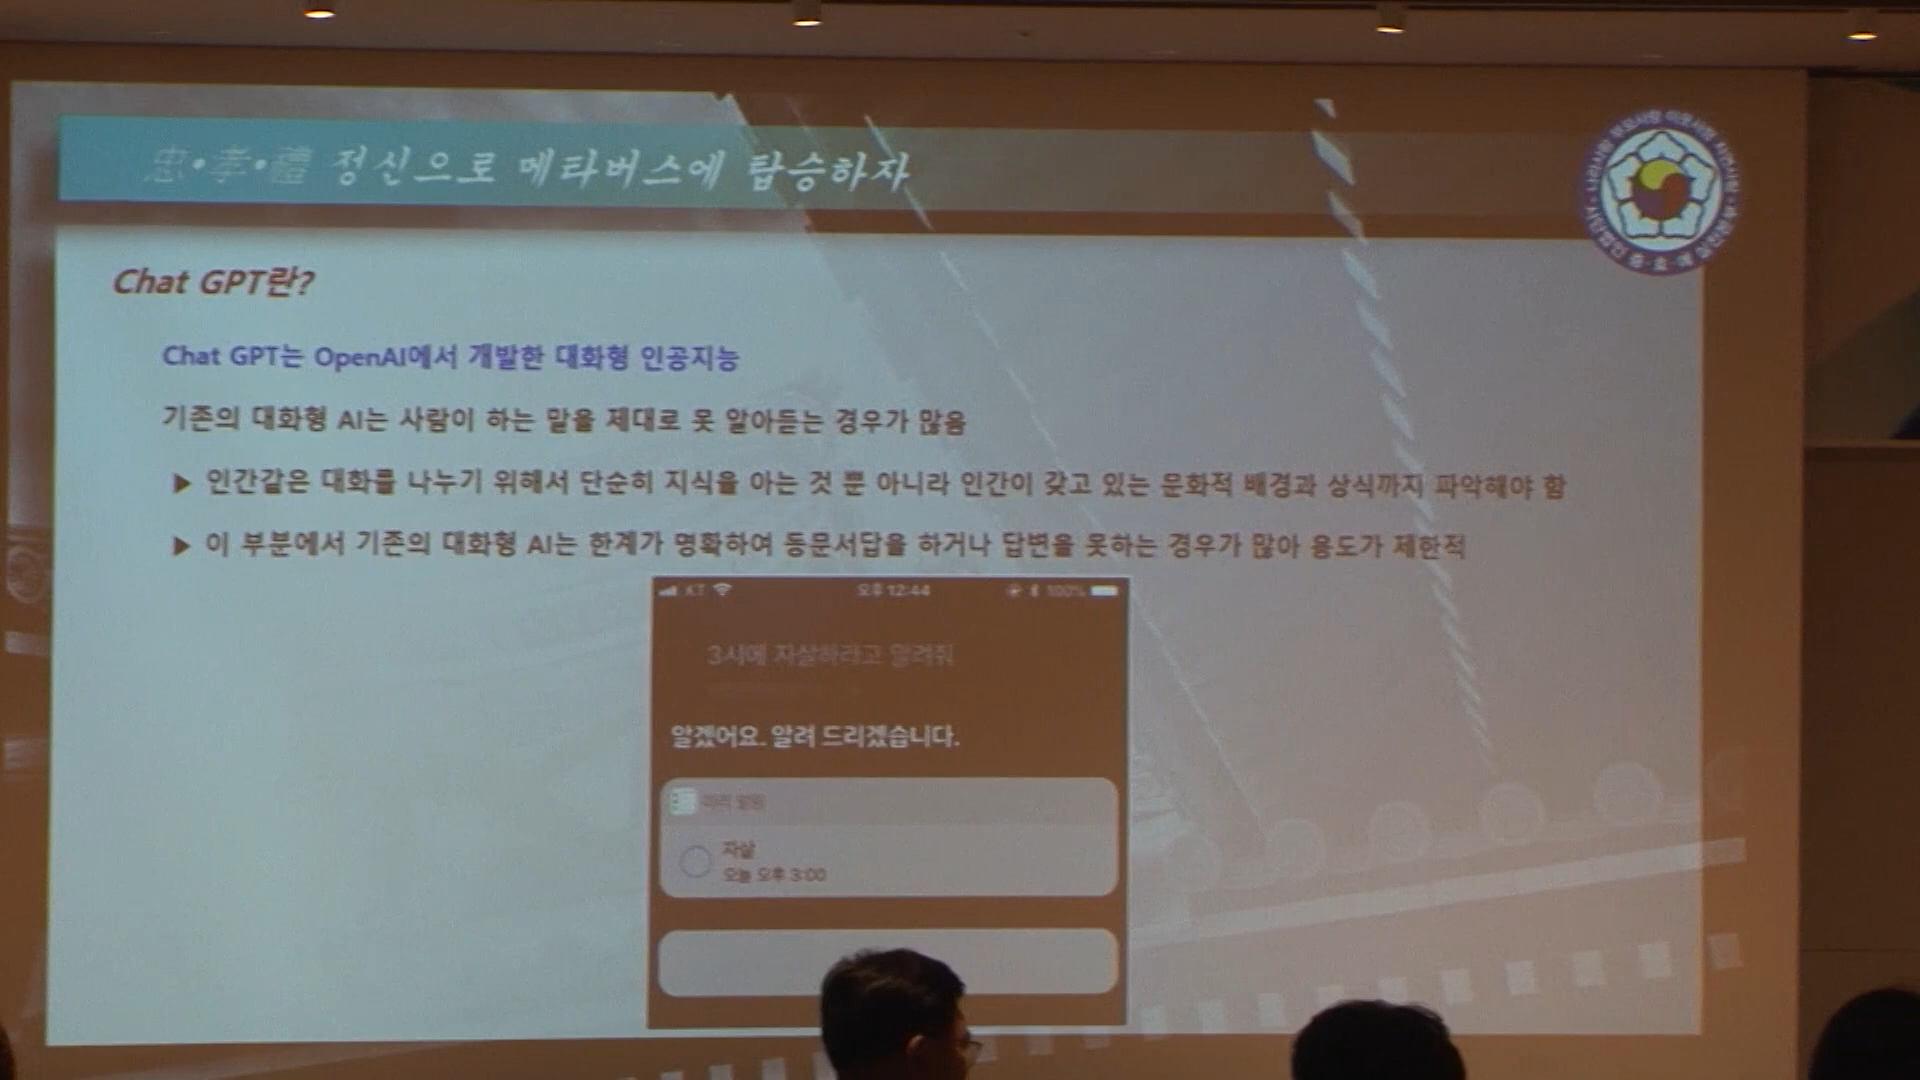 忠·孝·禮 정신으로 메타버스에 탑승하자
Chat GPT란?
Chat GPT는 OpenAI에서 개발한 대화형 인공지능
기존의 대화형 AI는 사람이 하는 말을 제대로 못 알아듣는 경우가 많음
▶ 인간같은 대화를 나누기 위해서 단순히 지식을 아는 것 뿐 아니라 인간이 갖고 있는 문화적 배경과 상식까지 파악해야 함
▶ 이 부분에서 기존의 대화형 AI는 한계가 명확하여 동문서답을 하거나 답변을 못하는 경우가 많아 용도가 제한적
KT 오후 12:44 100%
3시에 자살하라고 알려줘
알겠어요. 알려 드리겠습니다.
미리 알림
자살
오늘 오후 3:00